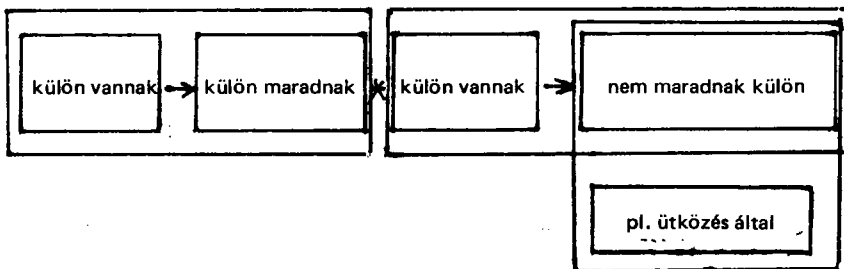 külön vannak
külön maradnak
külön vannak
nem maradnak külön
pl. ütközés által